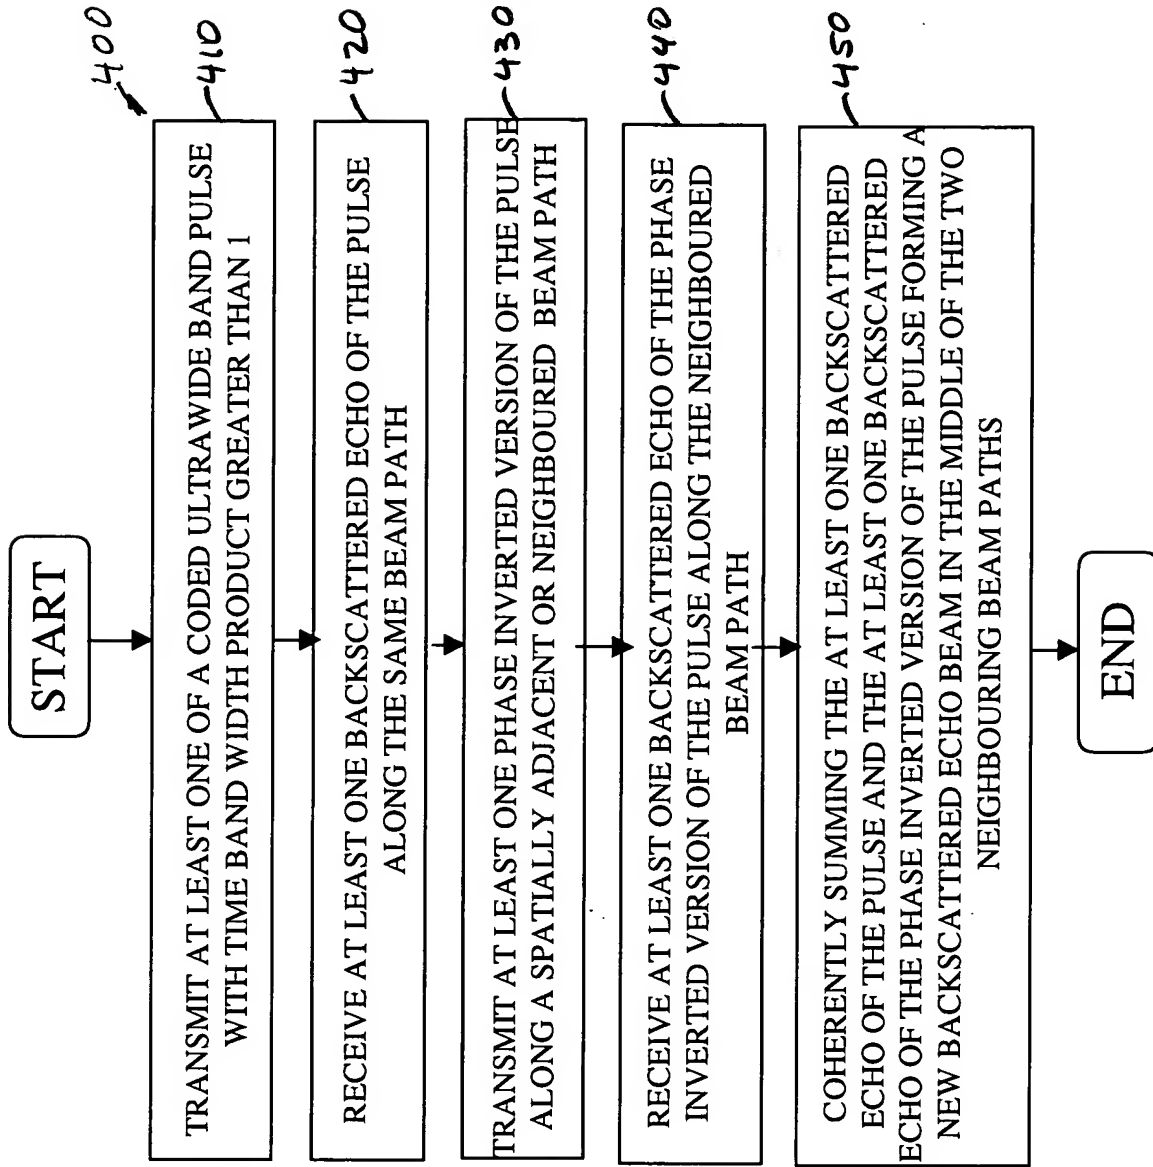 START
400
TRANSMIT AT LEAST ONE OF A CODED ULTRAWIDE BAND PULSE
WITH TIME BAND WIDTH PRODUCT GREATER THAN 1
410
RECEIVE AT LEAST ONE BACKSCATTERED ECHO OF THE PULSE
ALONG THE SAME BEAM PATH
420
TRANSMIT AT LEAST ONE PHASE INVERTED VERSION OF THE PULSE
ALONG A SPATIALLY ADJACENT OR NEIGHBOURED BEAM PATH
430
RECEIVE AT LEAST ONE BACKSCATTERED ECHO OF THE PHASE
INVERTED VERSION OF THE PULSE ALONG THE NEIGHBOURED
BEAM PATH
440
COHERENTLY SUMMING THE AT LEAST ONE BACKSCATTERED
ECHO OF THE PULSE AND THE AT LEAST ONE BACKSCATTERED
ECHO OF THE PHASE INVERTED VERSION OF THE PULSE FORMING A
NEW BACKSCATTERED ECHO BEAM IN THE MIDDLE OF THE TWO
NEIGHBOURING BEAM PATHS
450
END